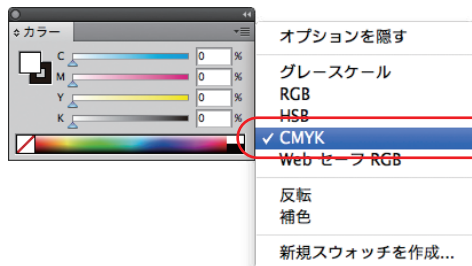 カラー
C 0 %
M 0 %
Y 0 %
K 0 %
オプションを隠す
グレースケール
RGB
HSB
✓ CMYK
Web セーフ RGB
反転
補色
新規スウォッチを作成...